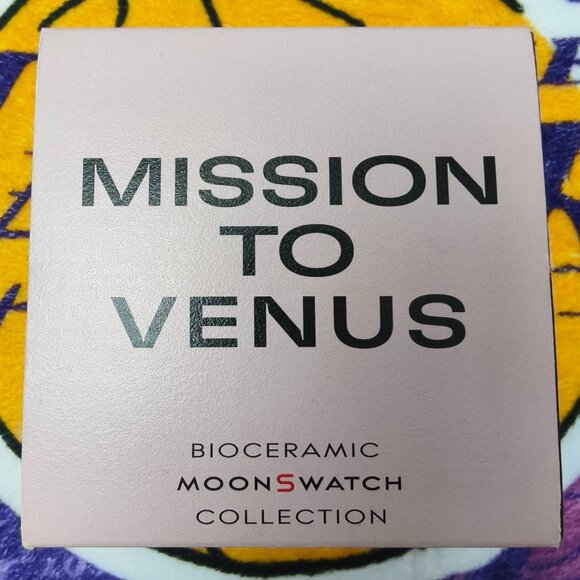 MISSION
TO
VENUS
BIOCERAMIC
MOONSWATCH
COLLECTION